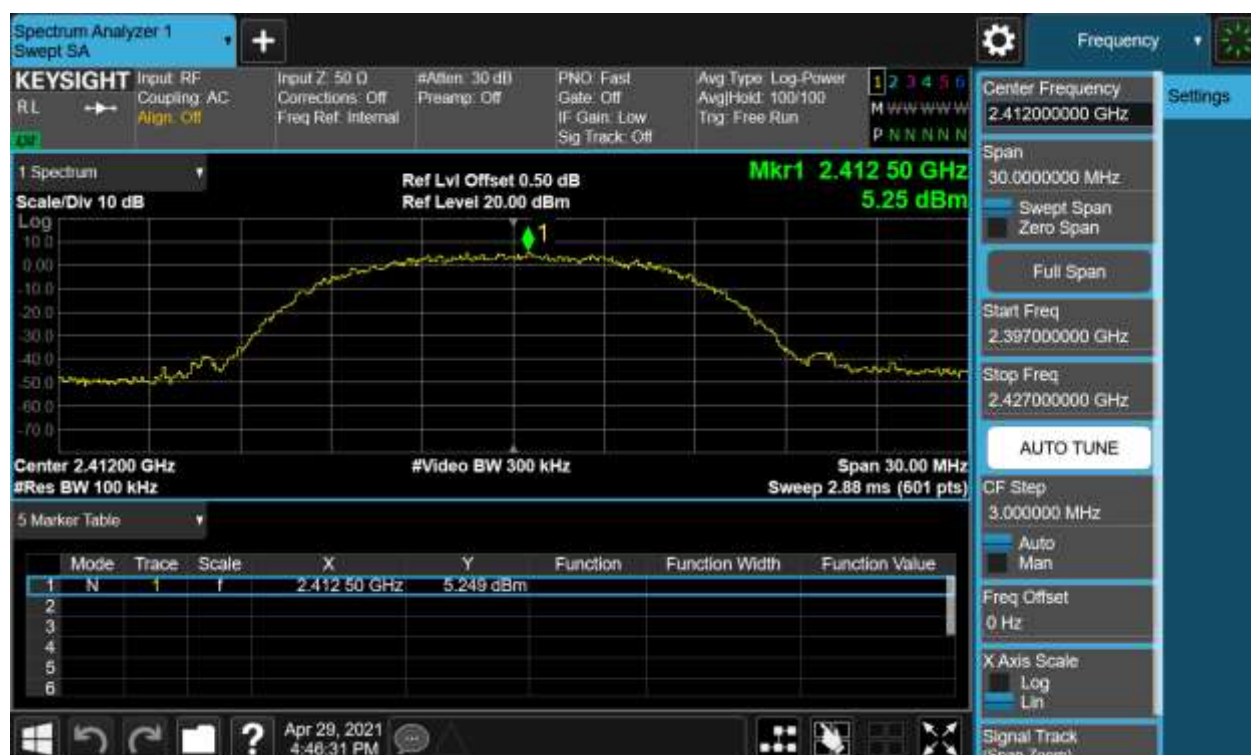 Spectrum Analyzer 1
Swept SA
Frequency
KEYSIGHT
RL
Input: RF
Coupling: AC
Align: Off
Input Z: 50 Ω
Corrections: Off
Freq Ref: Internal
#Atten: 30 dB
Preamp: Off
PNO: Fast
Gate: Off
IF Gain: Low
Sig Track: Off
Avg Type: Log-Power
Avg|Hold: 100/100
Trig: Free Run
1 2 3 4 5 6
M W W W W W
P N N N N N
1 Spectrum
Scale/Div 10 dB
Ref Lvl Offset 0.50 dB
Ref Level 20.00 dBm
Mkr1 2.412 50 GHz
5.25 dBm
Log
10.0
0.00
-10.0
-20.0
-30.0
-40.0
-50.0
-60.0
-70.0
1
Center 2.41200 GHz
#Res BW 100 kHz
#Video BW 300 kHz
Span 30.00 MHz
Sweep 2.88 ms (601 pts)
5 Marker Table
Mode Trace Scale X Y Function Function Width Function Value
1 N 1 f 2.412 50 GHz 5.249 dBm
2
3
4
5
6
Apr 29, 2021
4:46:31 PM
Center Frequency
2.412000000 GHz
Settings
Span
30.0000000 MHz
Swept Span
Zero Span
Full Span
Start Freq
2.397000000 GHz
Stop Freq
2.427000000 GHz
AUTO TUNE
CF Step
3.000000 MHz
Auto
Man
Freq Offset
0 Hz
X Axis Scale
Log
Lin
Signal Track
(Span Zoom)